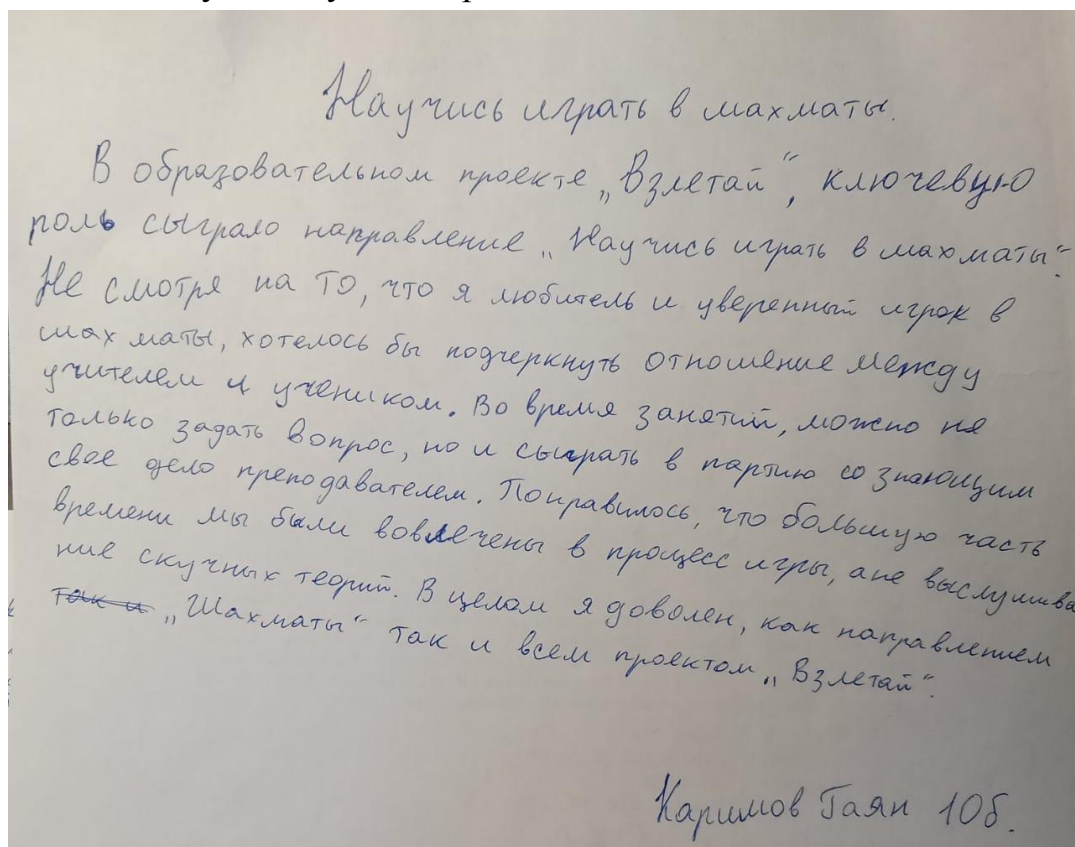 Научись играть в шахматы.
В образовательном проекте „Взлетай“, ключевую
роль сыграло направление „Научись играть в шахматы“.
Не смотря на то, что я любитель и уверенный игрок в
шахматы, хотелось бы подчеркнуть отношение между
учителем и учеником. Во время занятий, можно не
только задать вопрос, но и сыграть в партию со знающим
свое дело преподавателем. Понравилось, что большую часть
времени мы были вовлечены в процесс игры, а не выслушива
ние скучных теорий. В целом я доволен, как направлением
так и „Шахматы“ так и всем проектом „Взлетай“.
Каримов Гаян 10б.